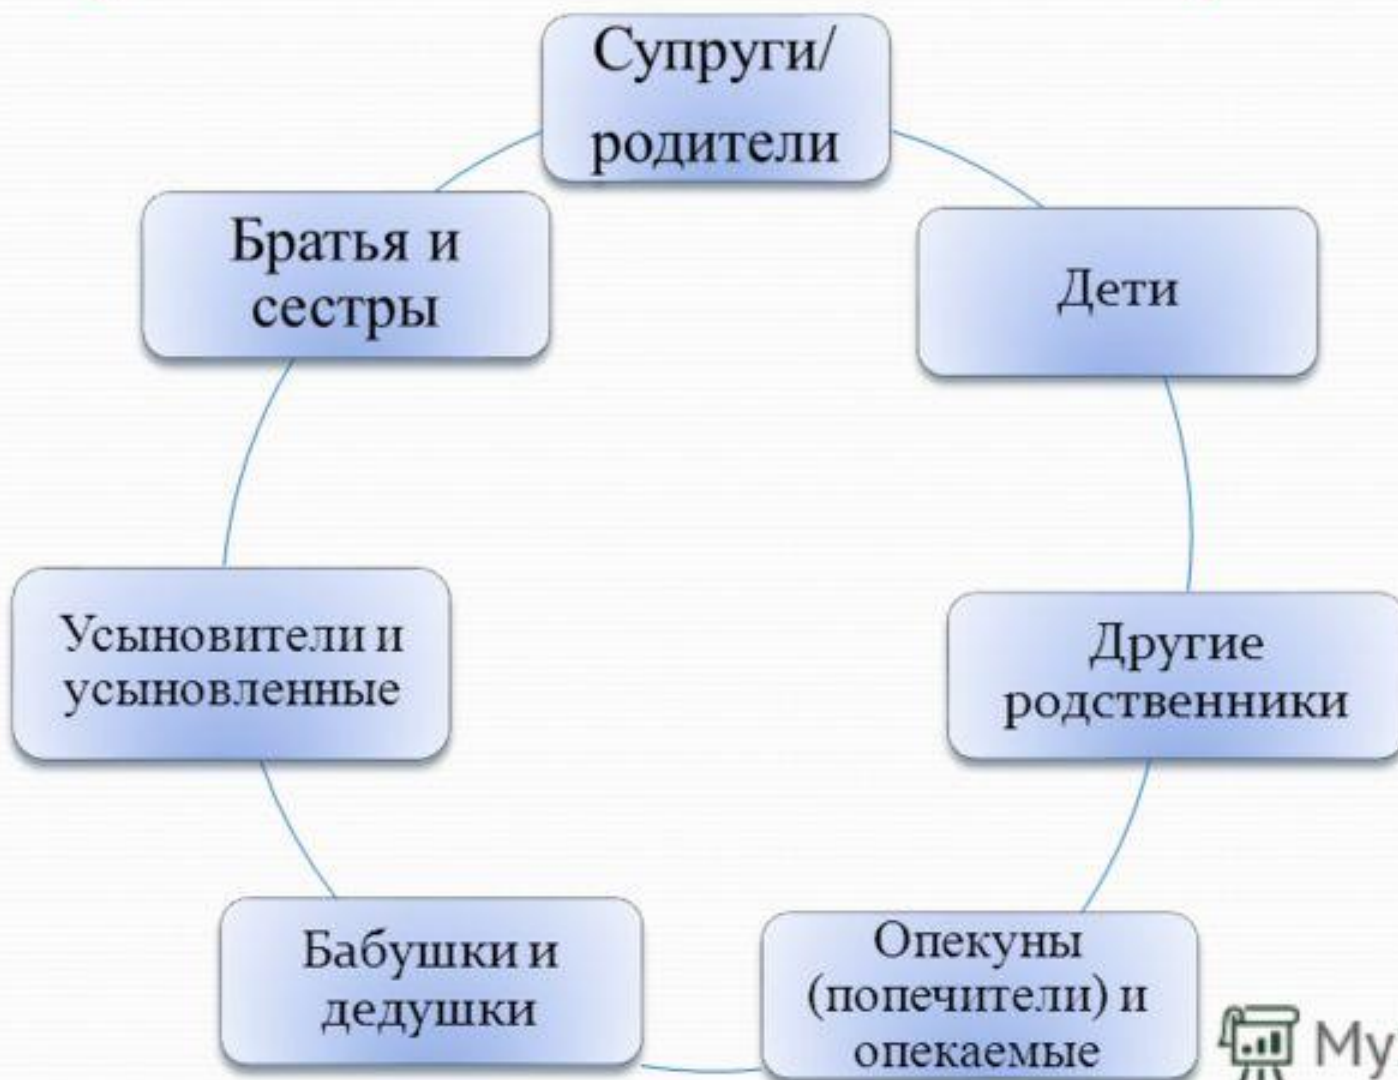 Супруги/
родители
Братья и
сестры
Дети
Усыновители и
усыновленные
Другие
родственники
Бабушки и
дедушки
Опекуны
(попечители) и
опекаемые
My